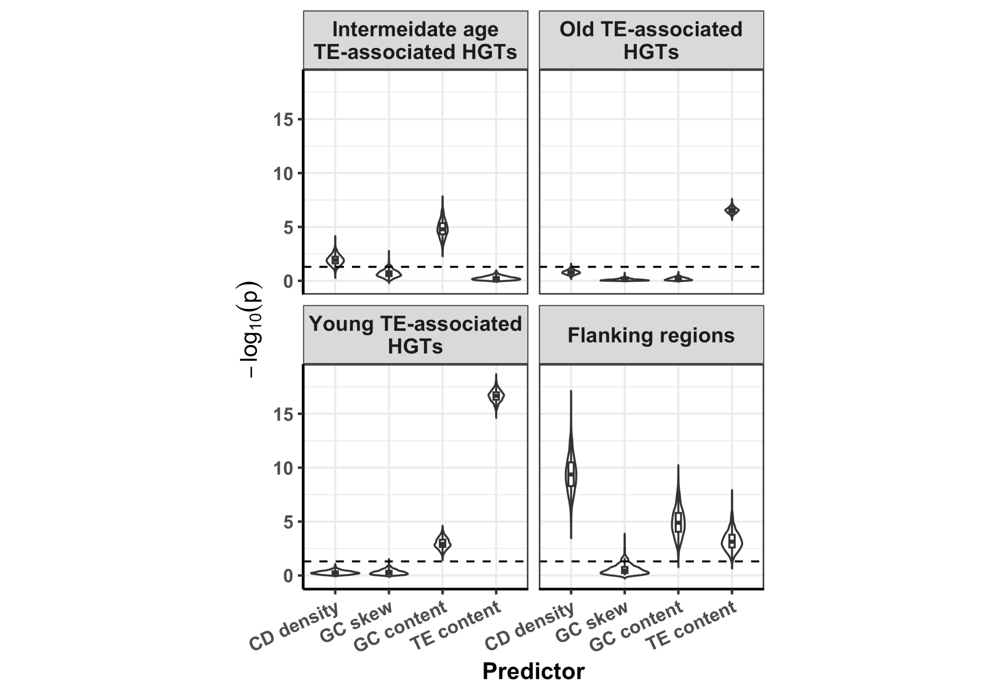 Intermeidate age
TE-associated HGTs
Old TE-associated
HGTs
15
10
5
0
Young TE-associated
HGTs
Flanking regions
15
10
5
0
−log10(p)
CD density
GC skew
GC content
TE content
CD density
GC skew
GC content
TE content
Predictor